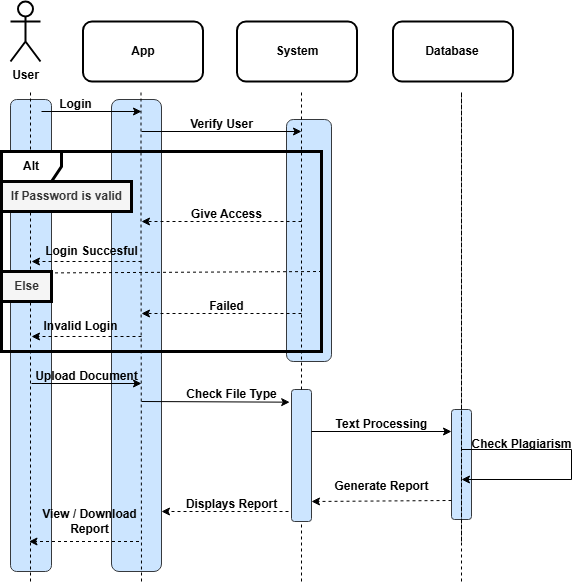 User
App
System
Database
Login
Verify User
Alt
If Password is valid
Give Access
Login Succesful
Else
Failed
Invalid Login
Upload Document
Check File Type
Text Processing
Check Plagiarism
Generate Report
Displays Report
View / Download
Report